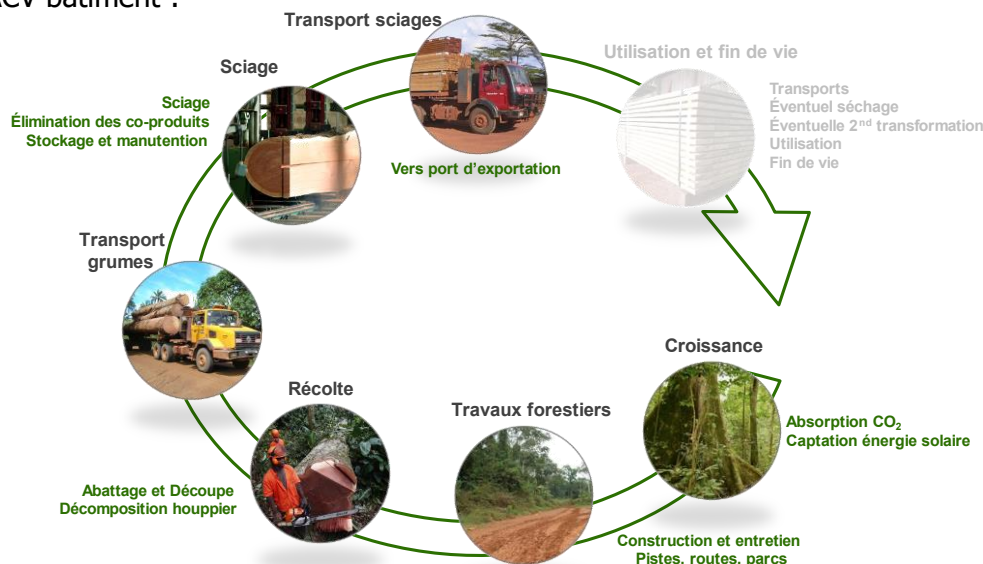 ACV bâtiment :
Transport sciages
Utilisation et fin de vie
Sciage
Transports
Éventuel séchage
Éventuelle 2nd transformation
Utilisation
Fin de vie
Sciage
Élimination des co-produits
Stockage et manutention
Vers port d'exportation
Transport
grumes
Croissance
Récolte
Travaux forestiers
Absorption CO2
Captation énergie solaire
Abattage et Découpe
Décomposition houppier
Construction et entretien
Pistes, routes, parcs